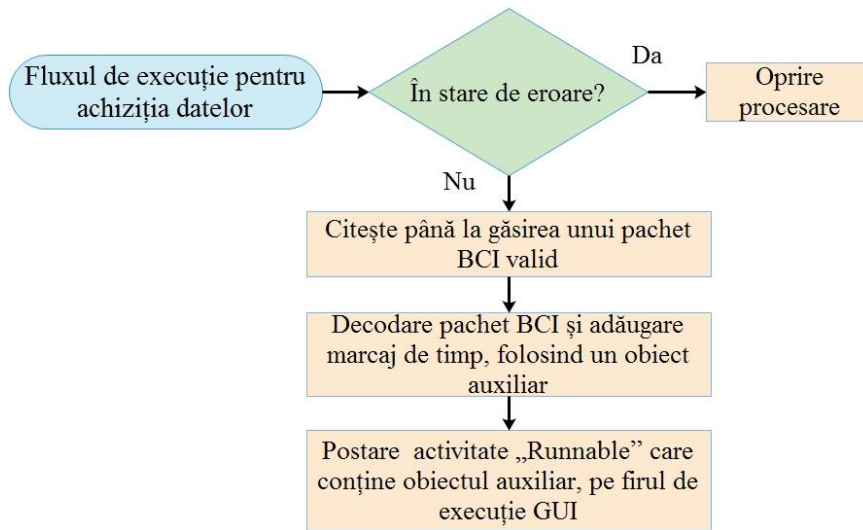 Fluxul de execuție pentru
achiziția datelor
În stare de eroare?
Da
Oprire
procesare
Nu
Citește până la găsirea unui pachet
BCI valid
Decodare pachet BCI și adăugare
marcaj de timp, folosind un obiect
auxiliar
Postare activitate „Runnable” care
conține obiectul auxiliar, pe firul de
execuție GUI